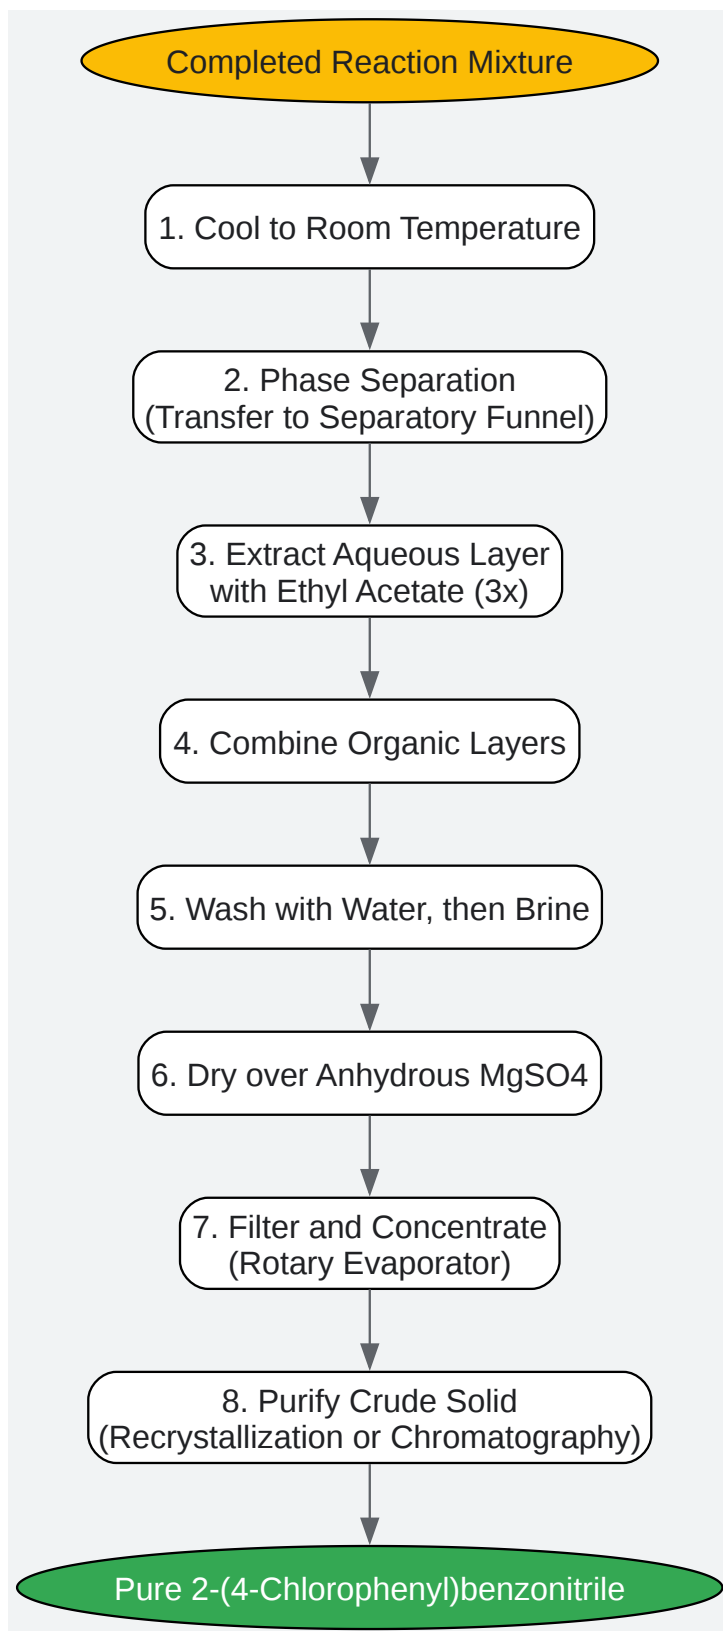 Completed Reaction Mixture
1. Cool to Room Temperature
2. Phase Separation
(Transfer to Separatory Funnel)
3. Extract Aqueous Layer
with Ethyl Acetate (3x)
4. Combine Organic Layers
5. Wash with Water, then Brine
6. Dry over Anhydrous MgSO4
7. Filter and Concentrate
(Rotary Evaporator)
8. Purify Crude Solid
(Recrystallization or Chromatography)
Pure 2-(4-Chlorophenyl)benzonitrile